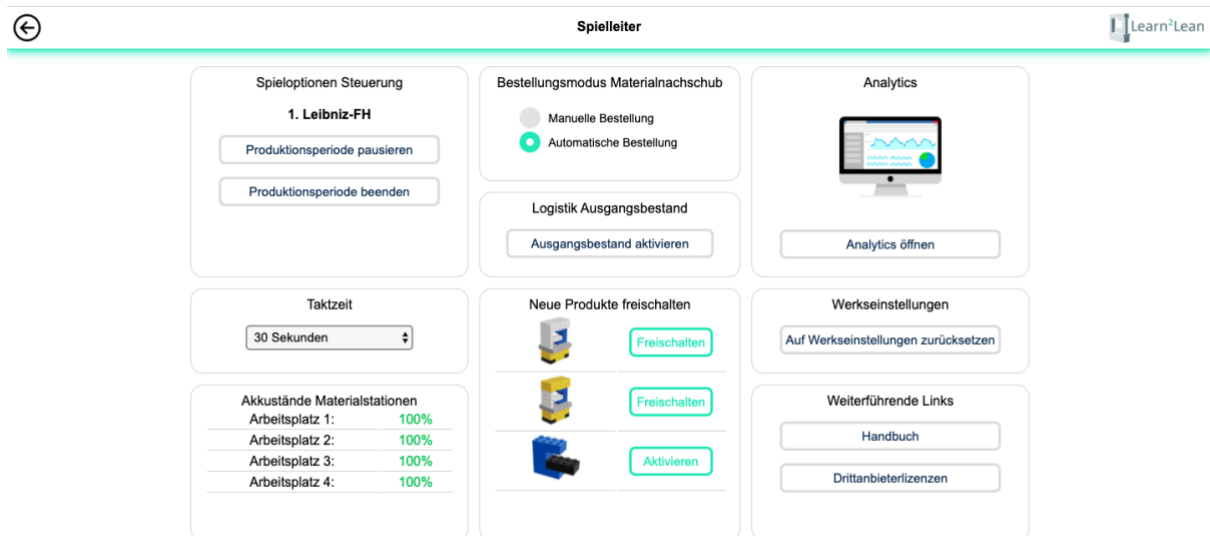 Spielleiter
Learn²Lean
Spieloptionen Steuerung
1. Leibniz-FH
Produktionsperiode pausieren
Produktionsperiode beenden
Bestellungsmodus Materialnachschub
Manuelle Bestellung
Automatische Bestellung
Logistik Ausgangsbestand
Ausgangsbestand aktivieren
Analytics
Analytics öffnen
Taktzeit
30 Sekunden
Neue Produkte freischalten
Freischalten
Freischalten
Aktivieren
Werkseinstellungen
Auf Werkseinstellungen zurücksetzen
Akkustände Materialstationen
Arbeitsplatz 1: 100%
Arbeitsplatz 2: 100%
Arbeitsplatz 3: 100%
Arbeitsplatz 4: 100%
Weiterführende Links
Handbuch
Drittanbieterlizenzen